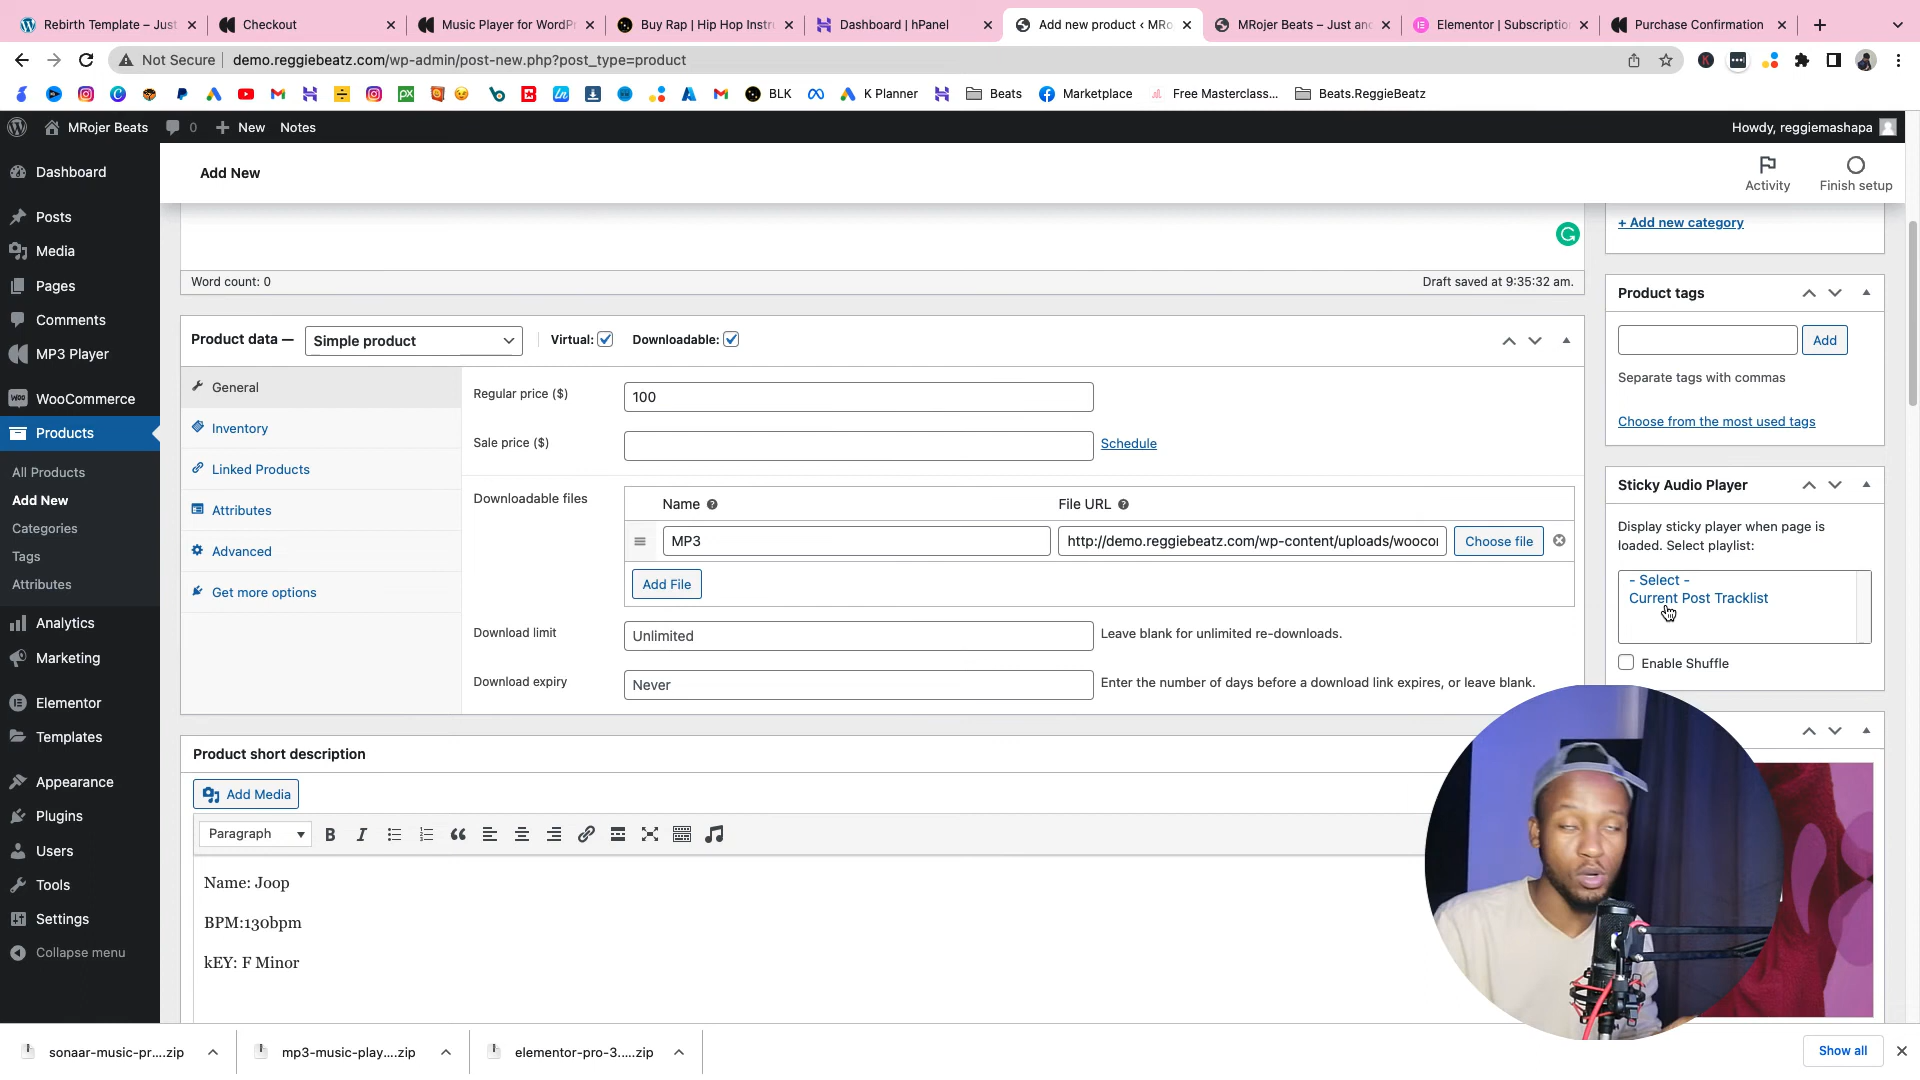 Rebirth Template – Just
Checkout
Music Player for WordPr
Buy Rap | Hip Hop Instru
Dashboard | hPanel
Add new product ‹ MRo
MRojer Beats – Just an
Elementor | Subscriptio
Purchase Confirmation
Not Secure
demo.reggiebeatz.com/wp-admin/post-new.php?post_type=product
BLK
K Planner
Beats
Marketplace
Free Masterclass...
Beats.ReggieBeatz
MRojer Beats
0
New
Notes
Howdy, reggiemashapa
Dashboard
Posts
Media
Pages
Comments
MP3 Player
WooCommerce
Products
All Products
Add New
Categories
Tags
Attributes
Analytics
Marketing
Elementor
Templates
Appearance
Plugins
Users
Tools
Settings
Collapse menu
Add New
Activity
Finish setup
Word count: 0
Draft saved at 9:35:32 am.
Product data —
Simple product
Virtual:
Downloadable:
General
Inventory
Linked Products
Attributes
Advanced
Get more options
Regular price ($)
100
Sale price ($)
Schedule
Downloadable files
Name
File URL
MP3
http://demo.reggiebeatz.com/wp-content/uploads/woocor
Choose file
Add File
Download limit
Unlimited
Leave blank for unlimited re-downloads.
Download expiry
Never
Enter the number of days before a download link expires, or leave blank.
Product short description
Add Media
Paragraph
Name: Joop
BPM:130bpm
kEY: F Minor
+ Add new category
Product tags
Add
Separate tags with commas
Choose from the most used tags
Sticky Audio Player
Display sticky player when page is
loaded. Select playlist:
- Select -
Current Post Tracklist
Enable Shuffle
sonaar-music-pr....zip
mp3-music-play....zip
elementor-pro-3.....zip
Show all